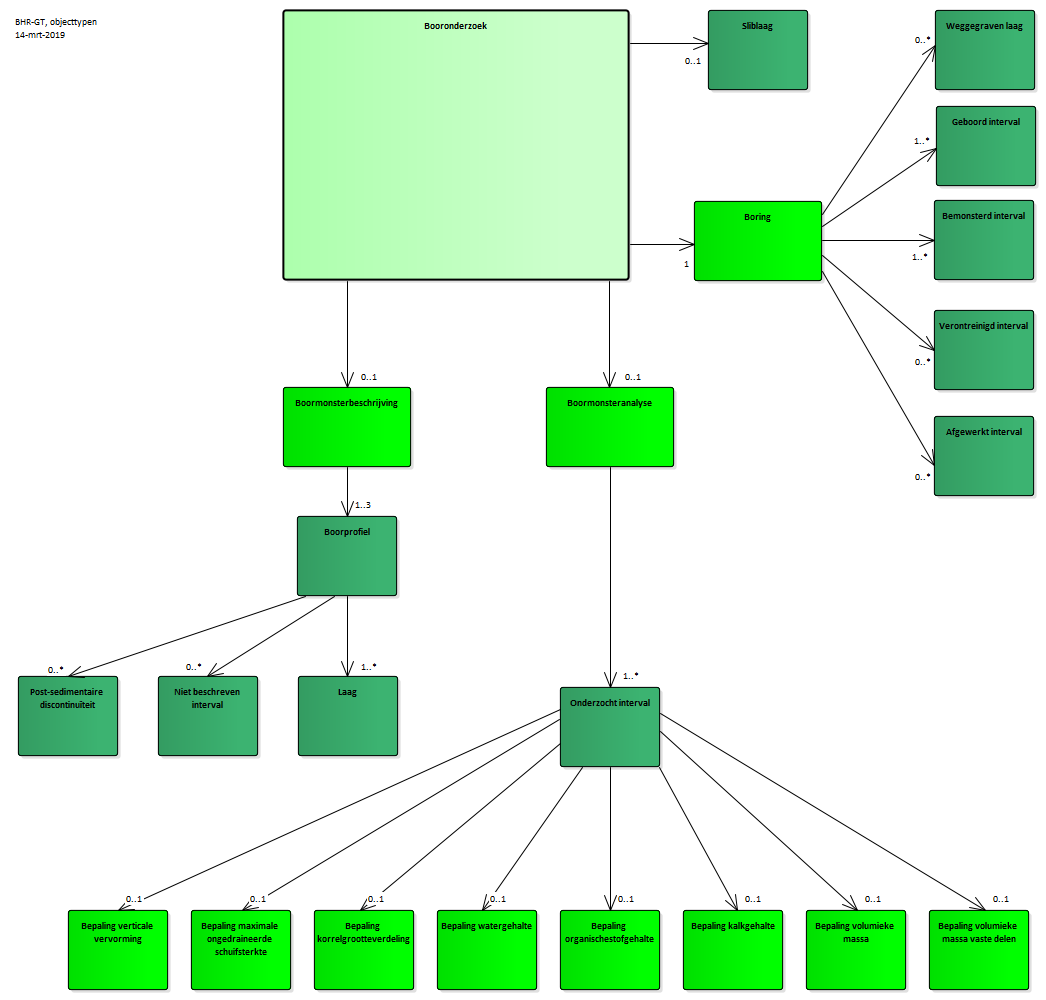 BHR-GT, objecttypen
14-mrt-2019
Booronderzoek
Sliblaag
0..1
Weggegraven laag
0..*
Geboord interval
1..*
Boring
1
Bemonsterd interval
1..*
Verontreinigd interval
0..*
Afgewerkt interval
0..*
0..1
0..1
Boormonsterbeschrijving
Boormonsteranalyse
1..3
Boorprofiel
0..*
0..*
1..*
Post-sedimentaire
discontinuïteit
Niet beschreven
interval
Laag
1..*
Onderzocht interval
0..1
0..1
0..1
0..1
0..1
0..1
0..1
0..1
Bepaling verticale
vervorming
Bepaling maximale
ongedraineerde
schuifsterkte
Bepaling
korrelgrootteverdeling
Bepaling watergehalte
Bepaling
organischestofgehalte
Bepaling kalkgehalte
Bepaling volumieke
massa
Bepaling volumieke
massa vaste delen